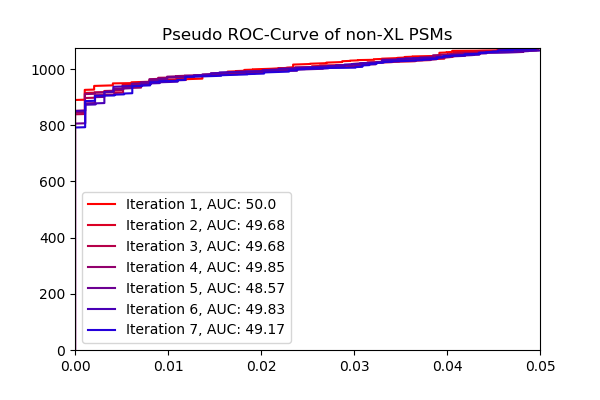 Pseudo ROC-Curve of non-XL PSMs
1000
800
600
400
200
0
Iteration 1, AUC: 50.0
Iteration 2, AUC: 49.68
Iteration 3, AUC: 49.68
Iteration 4, AUC: 49.85
Iteration 5, AUC: 48.57
Iteration 6, AUC: 49.83
Iteration 7, AUC: 49.17
0.00 0.01 0.02 0.03 0.04 0.05